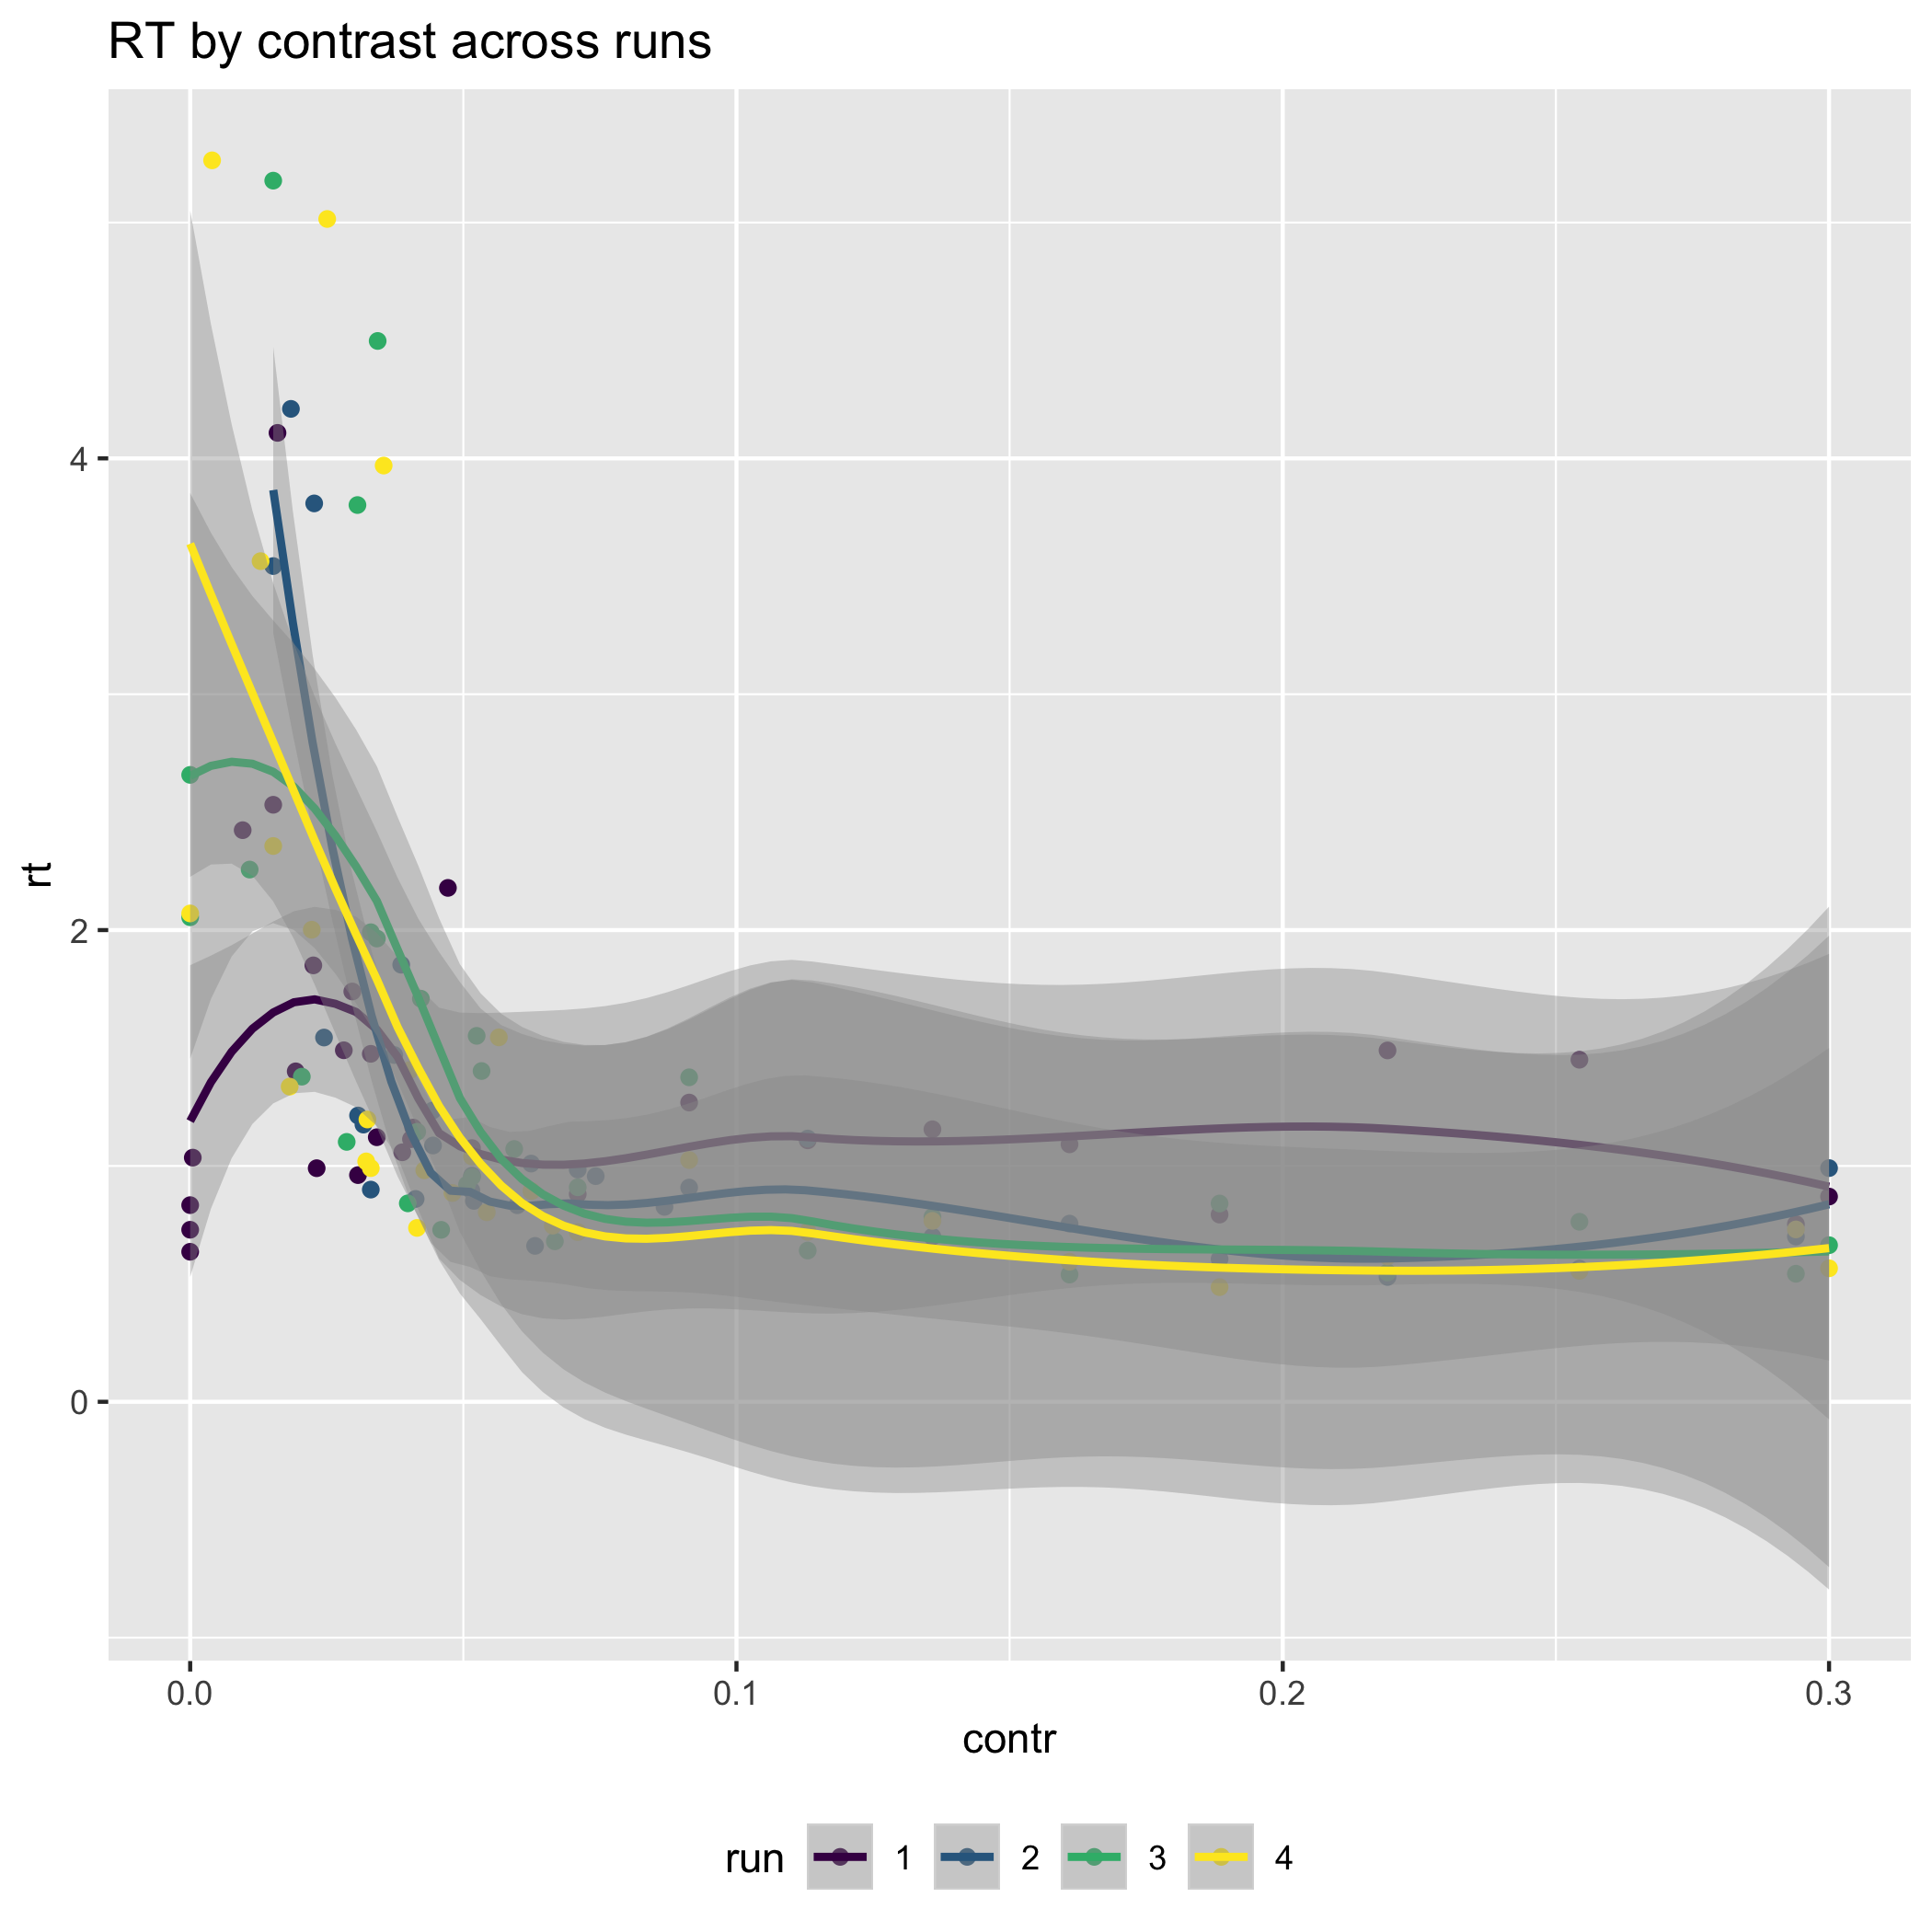 RT by contrast across runs
rt
4
2
0
0.0 0.1 0.2 0.3
contr
run 1 2 3 4